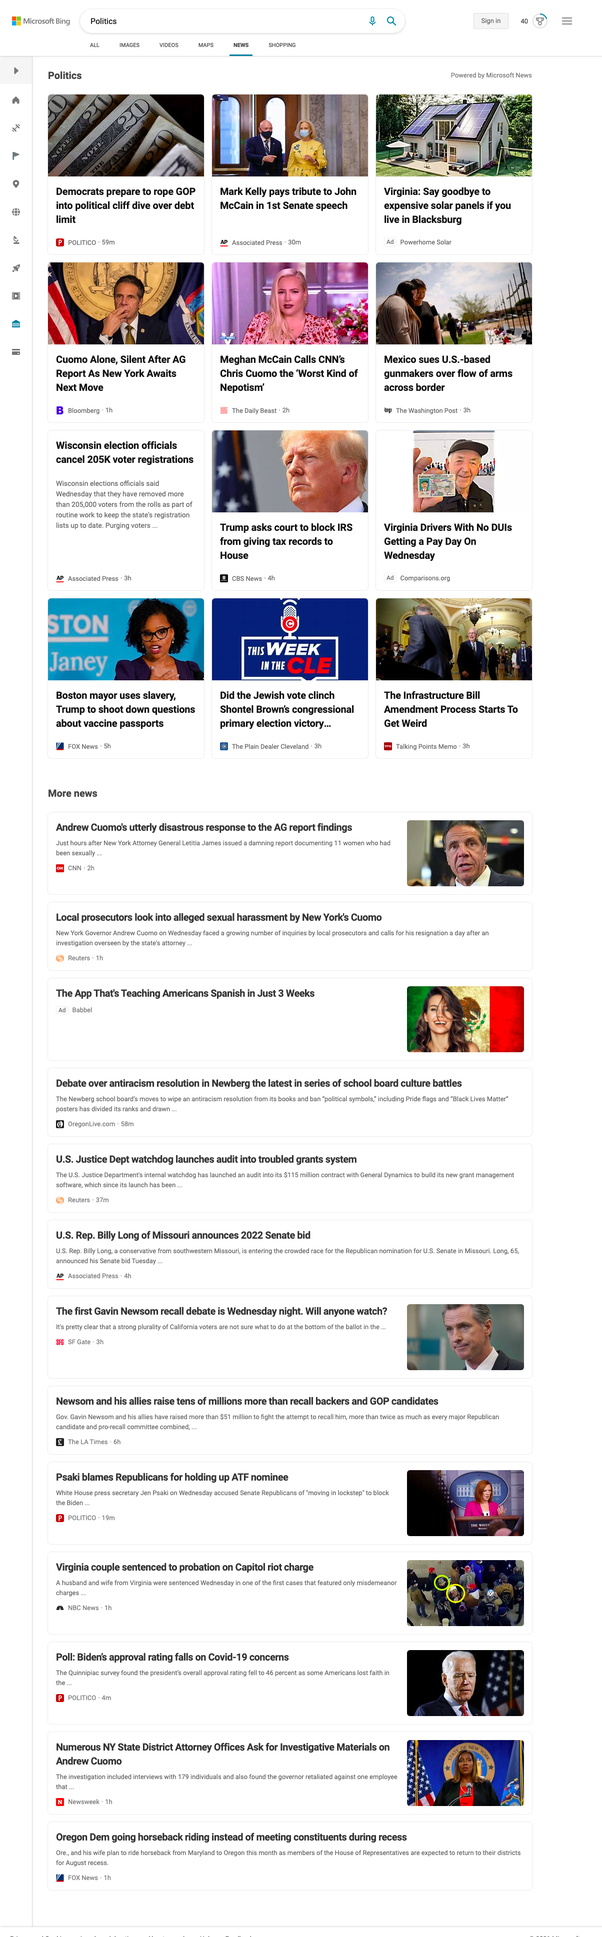 Microsoft Bing
Politics
Sign in
40
ALL
IMAGES
VIDEOS
MAPS
NEWS
SHOPPING
Politics
Powered by Microsoft News
Democrats prepare to rope GOP
into political cliff dive over debt
limit
POLITICO · 59m
Mark Kelly pays tribute to John
McCain in 1st Senate speech
AP Associated Press · 30m
Virginia: Say goodbye to
expensive solar panels if you
live in Blacksburg
Ad Powerhome Solar
Cuomo Alone, Silent After AG
Report As New York Awaits
Next Move
B Bloomberg · 1h
Meghan McCain Calls CNN's
Chris Cuomo the 'Worst Kind of
Nepotism'
The Daily Beast · 2h
Mexico sues U.S.-based
gunmakers over flow of arms
across border
wp The Washington Post · 3h
Wisconsin election officials
cancel 205K voter registrations
Wisconsin elections officials said
Wednesday that they have removed more
than 205,000 voters from the rolls as part of
routine work to keep the state's registration
lists up to date. Purging voters ...
AP Associated Press · 3h
Trump asks court to block IRS
from giving tax records to
House
CBS News · 4h
Virginia Drivers With No DUIs
Getting a Pay Day On
Wednesday
Ad Comparisons.org
STON
Janey
Boston mayor uses slavery,
Trump to shoot down questions
about vaccine passports
FOX News · 5h
THIS WEEK
IN THE CLE
Did the Jewish vote clinch
Shontel Brown's congressional
primary election victory...
The Plain Dealer Cleveland · 3h
The Infrastructure Bill
Amendment Process Starts To
Get Weird
Talking Points Memo · 3h
More news
Andrew Cuomo's utterly disastrous response to the AG report findings
Just hours after New York Attorney General Letitia James issued a damning report documenting 11 women who had
been sexually ...
CNN · 2h
Local prosecutors look into alleged sexual harassment by New York's Cuomo
New York Governor Andrew Cuomo on Wednesday faced a growing number of inquiries by local prosecutors and calls for his resignation a day after an
investigation overseen by the state's attorney ...
Reuters · 1h
The App That's Teaching Americans Spanish in Just 3 Weeks
Ad Babbel
Debate over antiracism resolution in Newberg the latest in series of school board culture battles
The Newberg school board's moves to wipe an antiracism resolution from its books and ban "political symbols," including Pride flags and "Black Lives Matter"
posters has divided its ranks and drawn ...
OregonLive.com · 58m
U.S. Justice Dept watchdog launches audit into troubled grants system
The U.S. Justice Department's internal watchdog has launched an audit into its $115 million contract with General Dynamics to build its new grant management
software, which since its launch has been ...
Reuters · 37m
U.S. Rep. Billy Long of Missouri announces 2022 Senate bid
U.S. Rep. Billy Long, a conservative from southwestern Missouri, is entering the crowded race for the Republican nomination for U.S. Senate in Missouri. Long, 65,
announced his Senate bid Tuesday ...
AP Associated Press · 4h
The first Gavin Newsom recall debate is Wednesday night. Will anyone watch?
It's pretty clear that a strong plurality of California voters are not sure what to do at the bottom of the ballot in the ...
SF Gate · 3h
Newsom and his allies raise tens of millions more than recall backers and GOP candidates
Gov. Gavin Newsom and his allies have raised more than $51 million to fight the attempt to recall him, more than twice as much as every major Republican
candidate and pro-recall committee combined, ...
The LA Times · 6h
Psaki blames Republicans for holding up ATF nominee
White House press secretary Jen Psaki on Wednesday accused Senate Republicans of "moving in lockstep" to block
the Biden ...
POLITICO · 19m
Virginia couple sentenced to probation on Capitol riot charge
A husband and wife from Virginia were sentenced Wednesday in one of the first cases that featured only misdemeanor
charges ...
NBC News · 1h
Poll: Biden's approval rating falls on Covid-19 concerns
The Quinnipiac survey found the president's overall approval rating fell to 46 percent as some Americans lost faith in
the ...
POLITICO · 4m
Numerous NY State District Attorney Offices Ask for Investigative Materials on
Andrew Cuomo
The investigation included interviews with 179 individuals and also found the governor retaliated against one employee
that ...
N Newsweek · 1h
Oregon Dem going horseback riding instead of meeting constituents during recess
Ore., and his wife plan to ride horseback from Maryland to Oregon this month as members of the House of Representatives are expected to return to their districts
for August recess.
FOX News · 1h